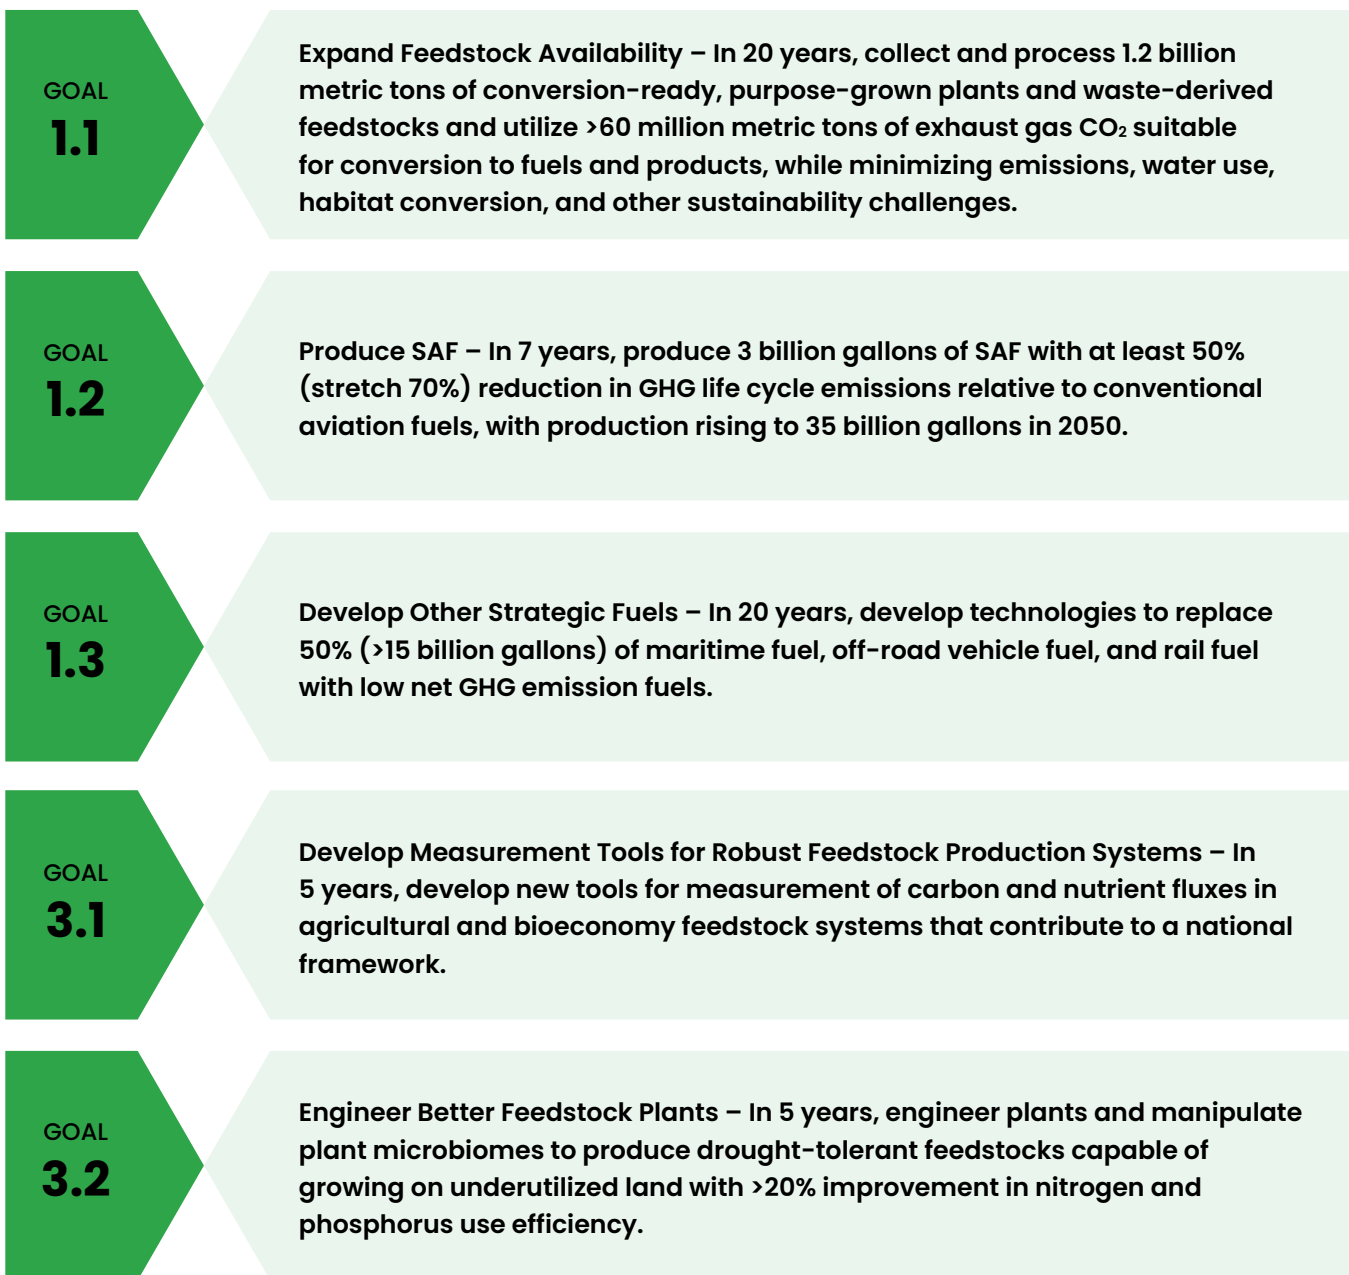 GOAL
1.1
Expand Feedstock Availability – In 20 years, collect and process 1.2 billion
metric tons of conversion-ready, purpose-grown plants and waste-derived
feedstocks and utilize >60 million metric tons of exhaust gas CO₂ suitable
for conversion to fuels and products, while minimizing emissions, water use,
habitat conversion, and other sustainability challenges.
GOAL
1.2
Produce SAF – In 7 years, produce 3 billion gallons of SAF with at least 50%
(stretch 70%) reduction in GHG life cycle emissions relative to conventional
aviation fuels, with production rising to 35 billion gallons in 2050.
GOAL
1.3
Develop Other Strategic Fuels – In 20 years, develop technologies to replace
50% (>15 billion gallons) of maritime fuel, off-road vehicle fuel, and rail fuel
with low net GHG emission fuels.
GOAL
3.1
Develop Measurement Tools for Robust Feedstock Production Systems – In
5 years, develop new tools for measurement of carbon and nutrient fluxes in
agricultural and bioeconomy feedstock systems that contribute to a national
framework.
GOAL
3.2
Engineer Better Feedstock Plants – In 5 years, engineer plants and manipulate
plant microbiomes to produce drought-tolerant feedstocks capable of
growing on underutilized land with >20% improvement in nitrogen and
phosphorus use efficiency.